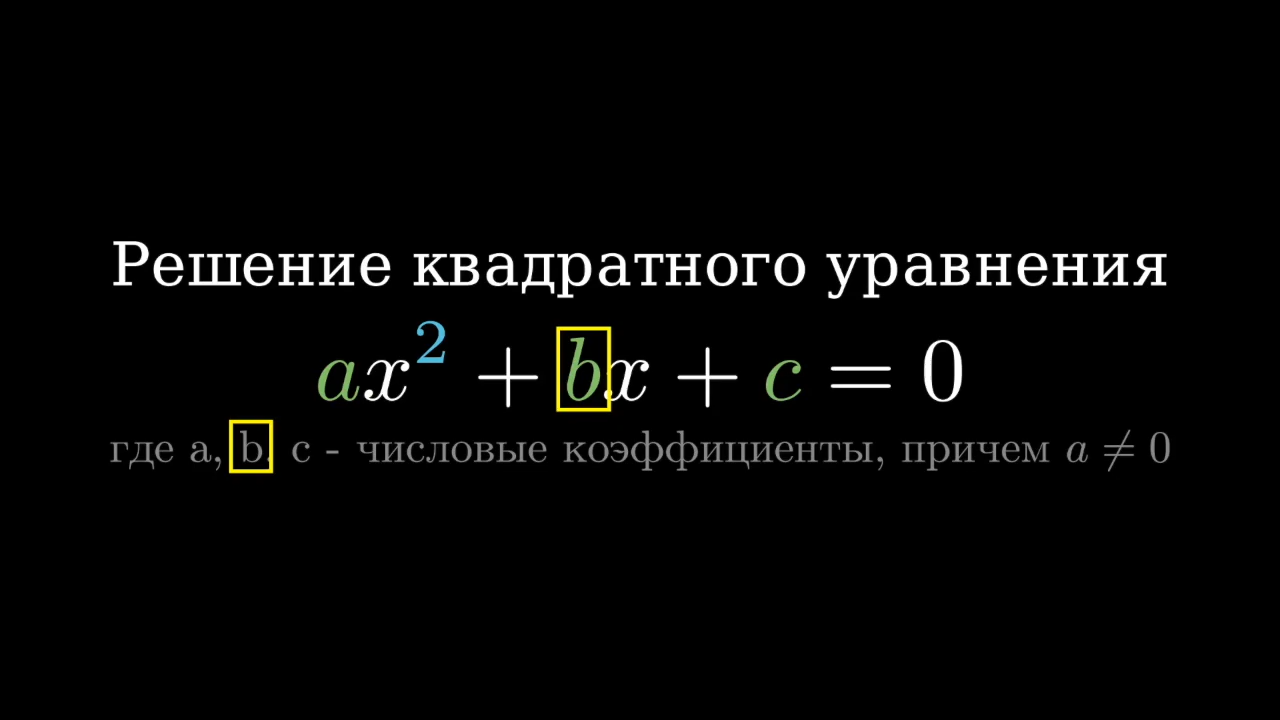 Решение квадратного уравнения
ax² + bx + c = 0
где a, b, c - числовые коэффициенты, причем a ≠ 0